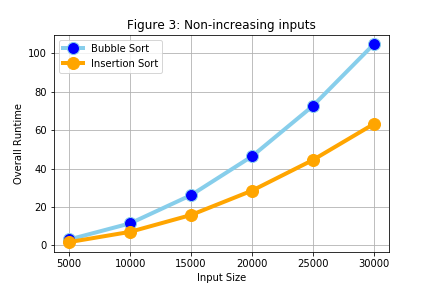 Figure 3: Non-increasing inputs
Bubble Sort
Insertion Sort
Overall Runtime
100
80
60
40
20
0
5000 10000 15000 20000 25000 30000
Input Size